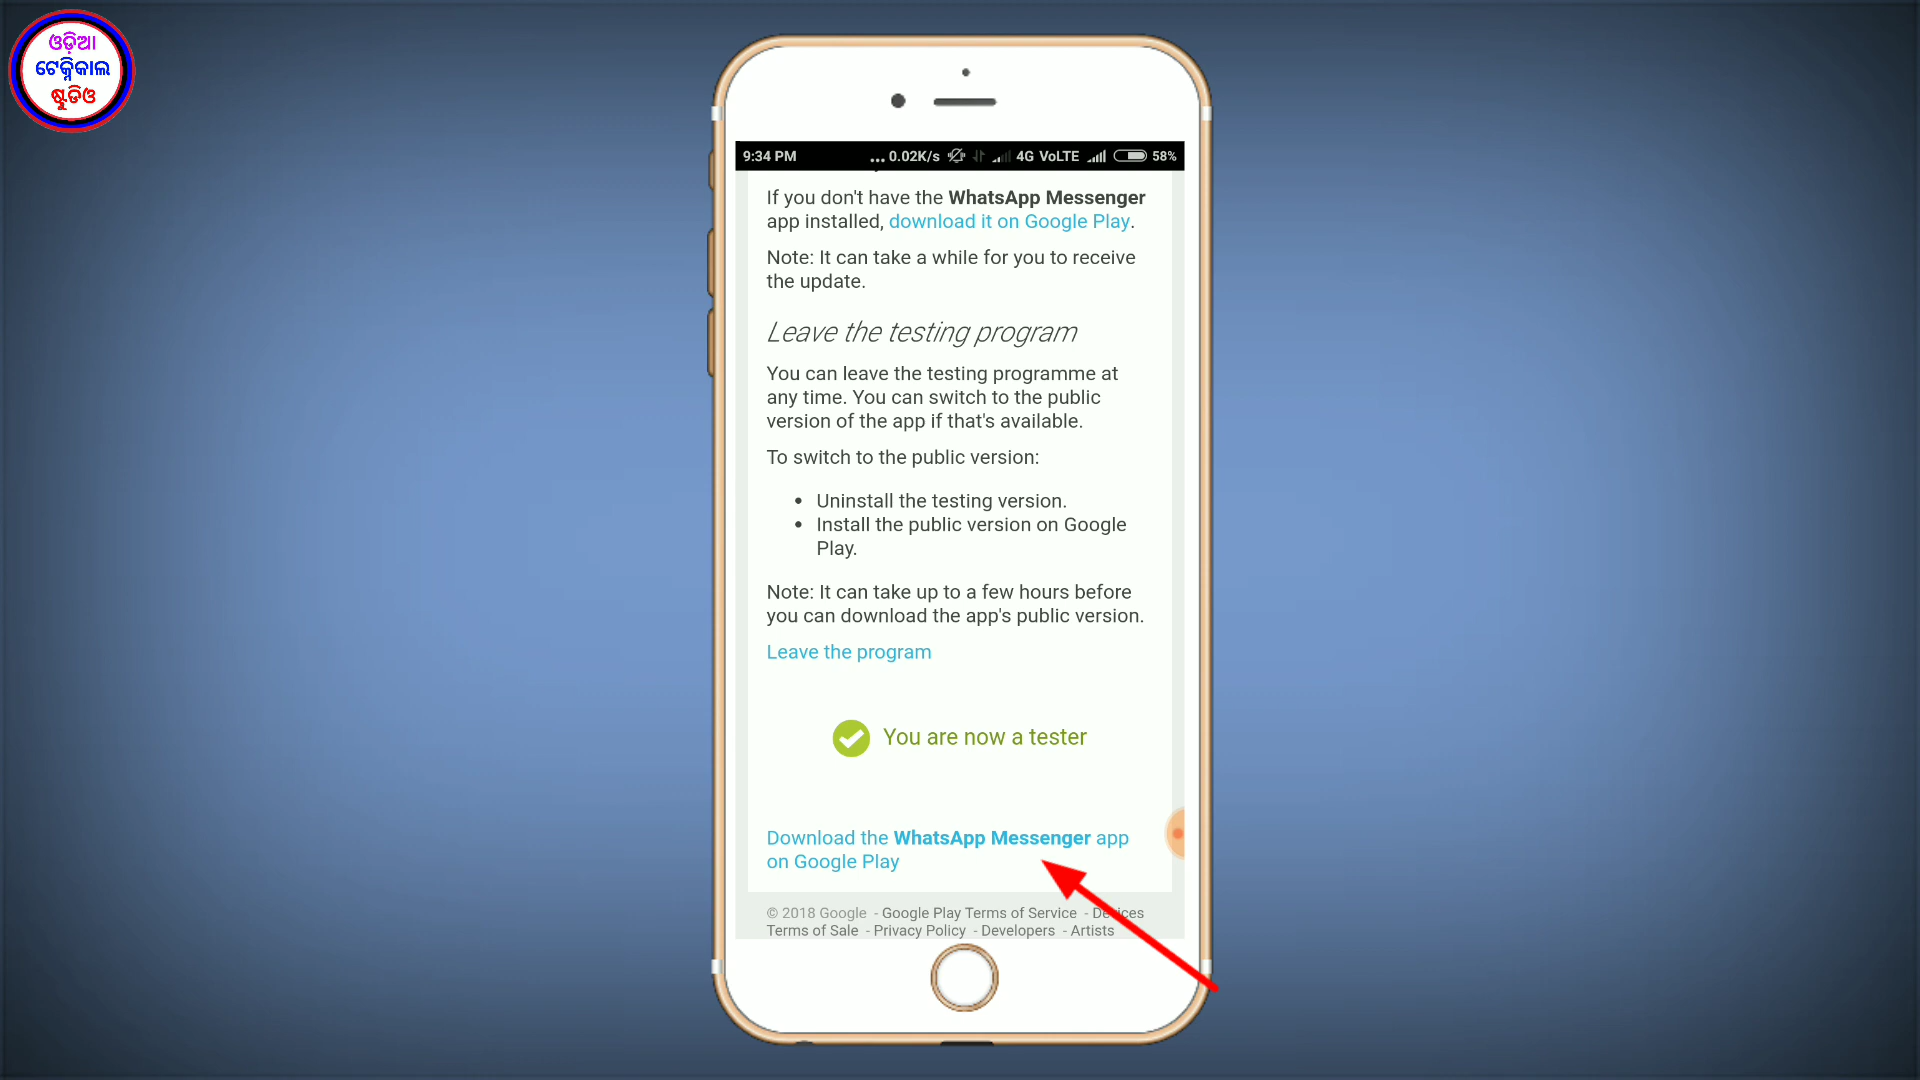 ଓଡ଼ିଆ
ଟେକ୍ନିକାଲ
ଷ୍ଟୁଡିଓ
9:34 PM ... 0.02K/s 4G VoLTE 58%
If you don't have the WhatsApp Messenger
app installed, download it on Google Play.
Note: It can take a while for you to receive
the update.
Leave the testing program
You can leave the testing programme at
any time. You can switch to the public
version of the app if that's available.
To switch to the public version:
• Uninstall the testing version.
• Install the public version on Google
Play.
Note: It can take up to a few hours before
you can download the app's public version.
Leave the program
You are now a tester
Download the WhatsApp Messenger app
on Google Play
© 2018 Google - Google Play Terms of Service - Devices
Terms of Sale - Privacy Policy - Developers - Artists